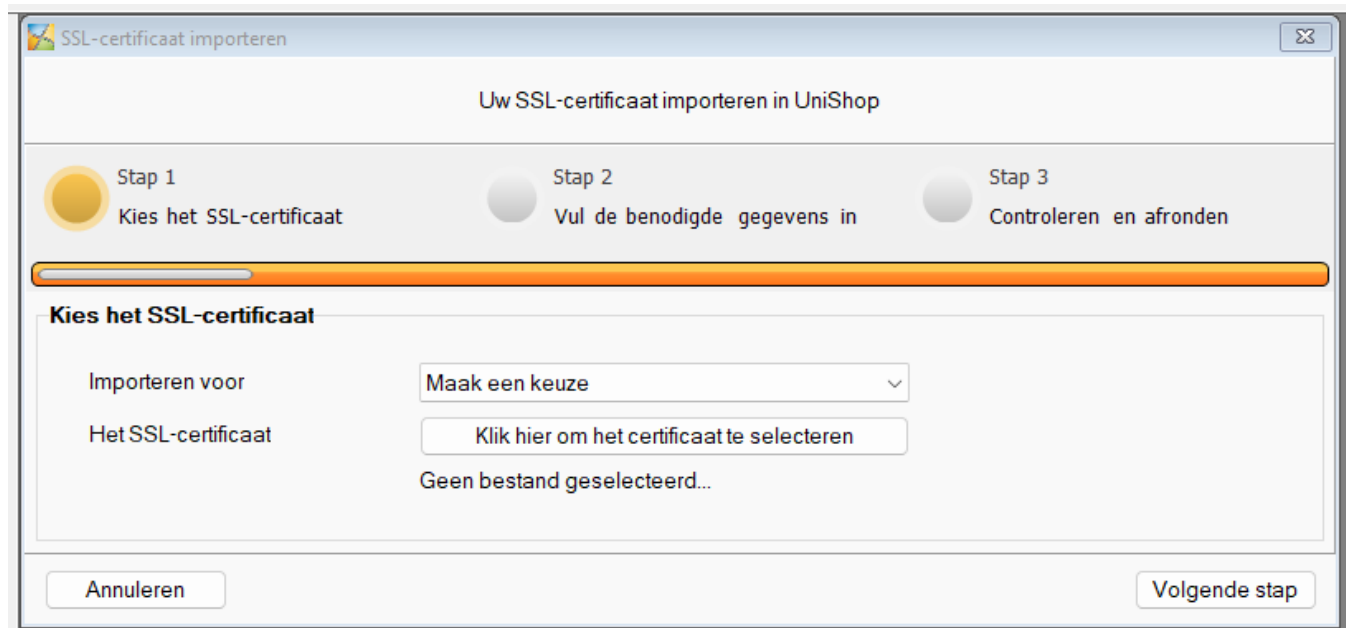 SSL-certificaat importeren
Uw SSL-certificaat importeren in UniShop
Stap 1
Kies het SSL-certificaat
Stap 2
Vul de benodigde gegevens in
Stap 3
Controleren en afronden
Kies het SSL-certificaat
Importeren voor
Maak een keuze
Het SSL-certificaat
Klik hier om het certificaat te selecteren
Geen bestand geselecteerd...
Annuleren
Volgende stap